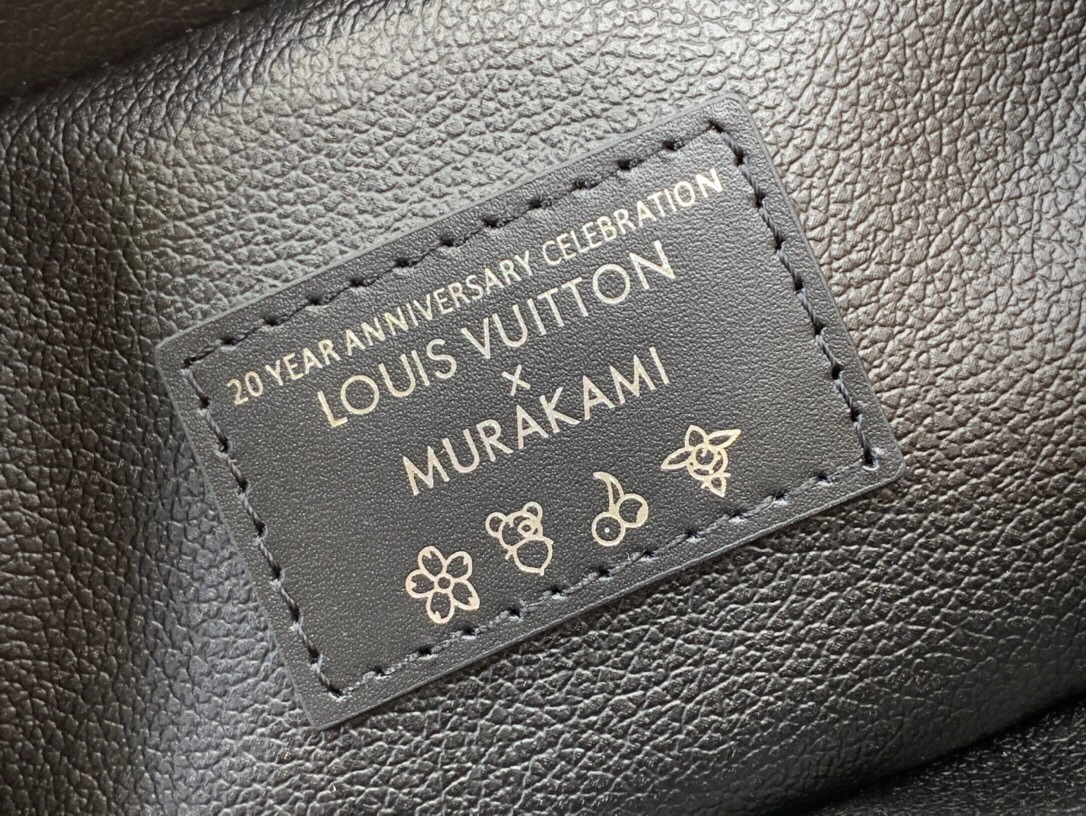 20 YEAR ANNIVERSARY CELEBRATION
LOUIS VUITTON
x
MURAKAMI